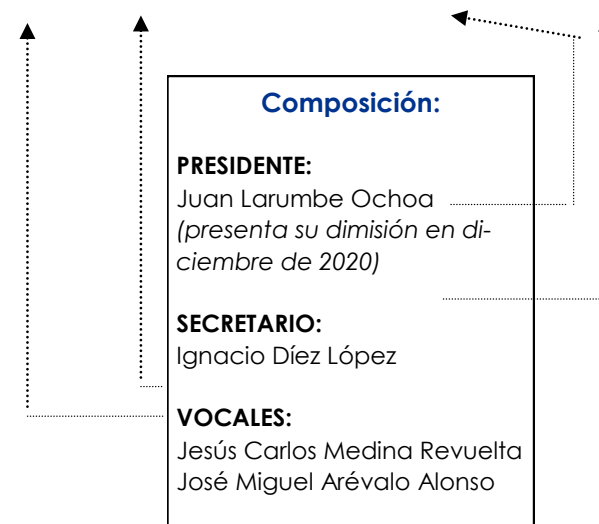 Composición:
PRESIDENTE:
Juan Larumbe Ochoa
(presenta su dimisión en di-
ciembre de 2020)
SECRETARIO:
Ignacio Díez López
VOCALES:
Jesús Carlos Medina Revuelta
José Miguel Arévalo Alonso